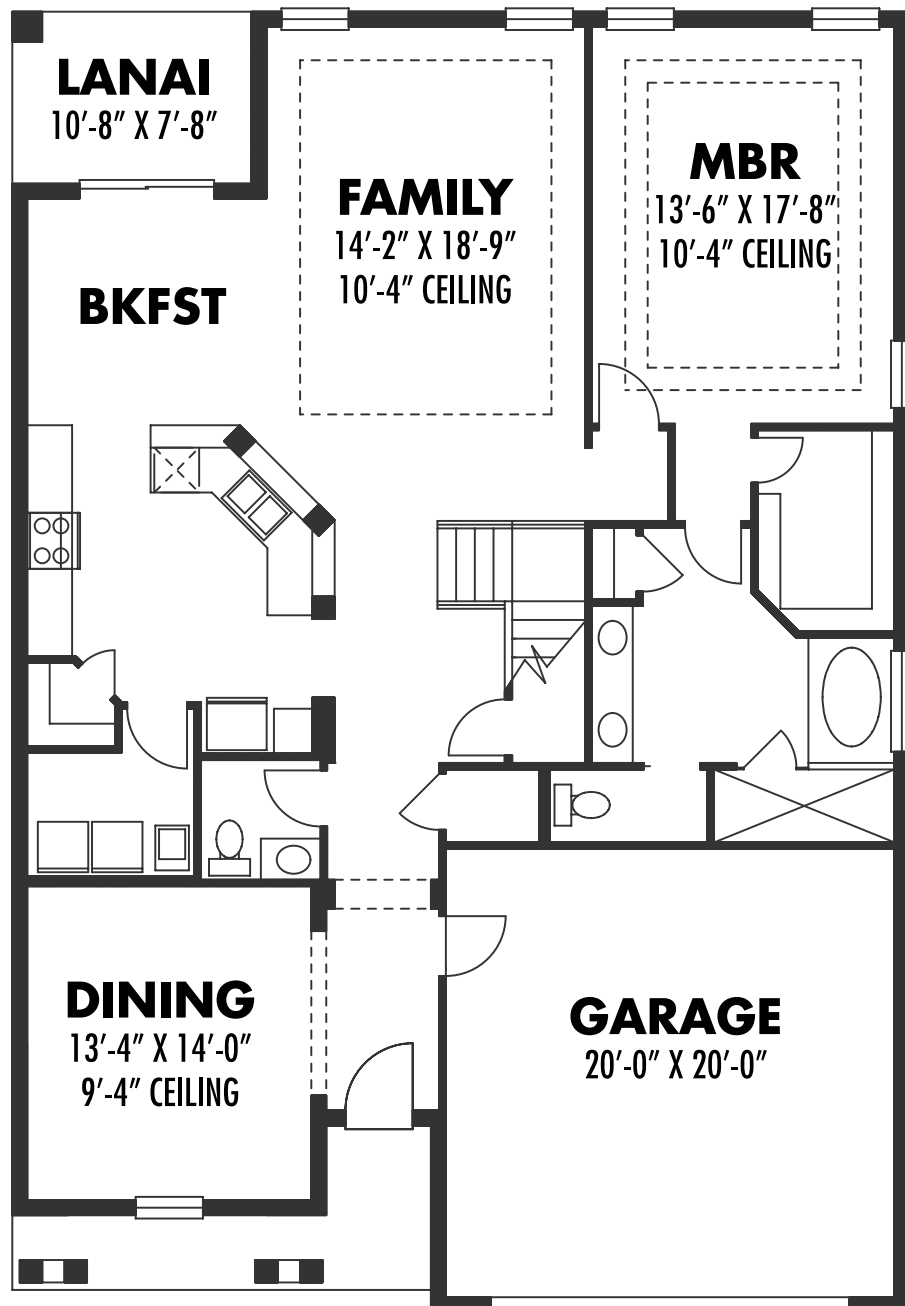 LANAI
10′-8″ X 7′-8″
FAMILY
14′-2″ X 18′-9″
10′-4″ CEILING
MBR
13′-6″ X 17′-8″
10′-4″ CEILING
BKFST
DINING
13′-4″ X 14′-0″
9′-4″ CEILING
GARAGE
20′-0″ X 20′-0″